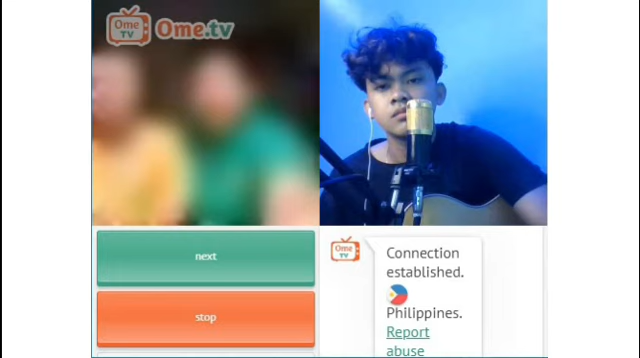 Ome
TV
Ome.tv
next
stop
Ome
TV
Connection
established.
Philippines.
Report
abuse